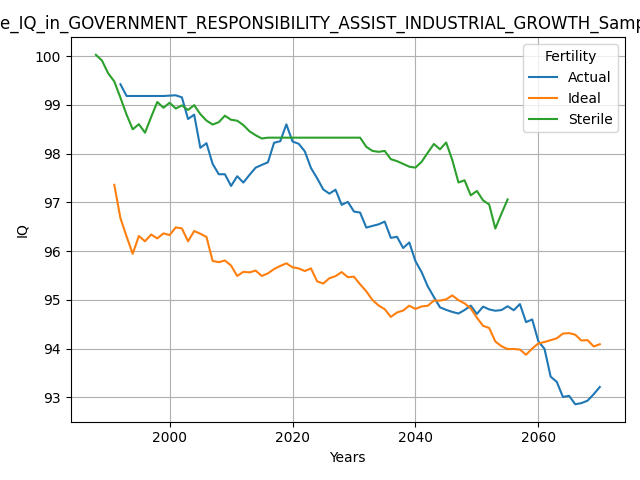 e_IQ_in_GOVERNMENT_RESPONSIBILITY_ASSIST_INDUSTRIAL_GROWTH_Samp
Fertility
Actual
Ideal
Sterile
IQ
100
99
98
97
96
95
94
93
2000
2020
2040
2060
Years